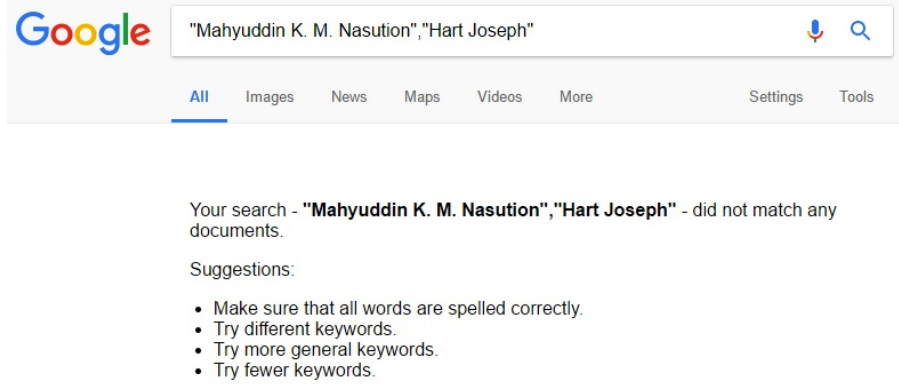 Google
"Mahyuddin K. M. Nasution","Hart Joseph"
All Images News Maps Videos More Settings Tools
Your search - "Mahyuddin K. M. Nasution","Hart Joseph" - did not match any
documents.
Suggestions:
• Make sure that all words are spelled correctly.
• Try different keywords.
• Try more general keywords.
• Try fewer keywords.